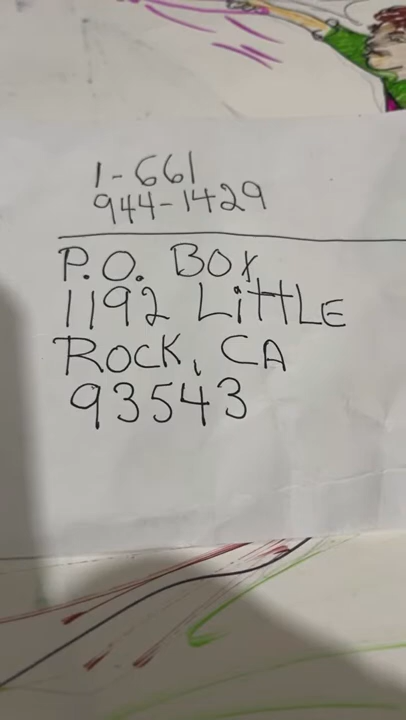 1-661
944-1429
P.O. BOX
1192 LittLE
ROCK, CA
93543